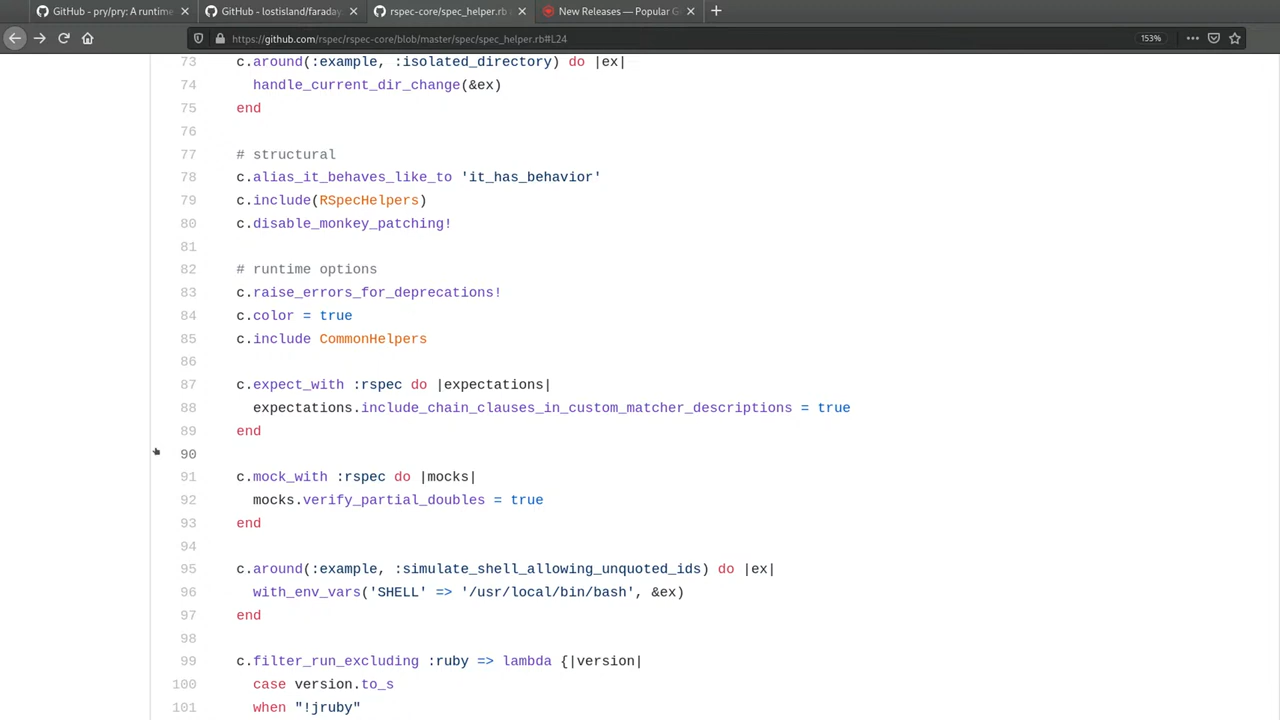 GitHub - pry/pry: A runtime
GitHub - lostisland/faraday
rspec-core/spec_helper.rb
New Releases — Popular G
https://github.com/rspec/rspec-core/blob/master/spec/spec_helper.rb#L24
153%
73 c.around(:example, :isolated_directory) do |ex|
74 handle_current_dir_change(&ex)
75 end
76
77 # structural
78 c.alias_it_behaves_like_to 'it_has_behavior'
79 c.include(RSpecHelpers)
80 c.disable_monkey_patching!
81
82 # runtime options
83 c.raise_errors_for_deprecations!
84 c.color = true
85 c.include CommonHelpers
86
87 c.expect_with :rspec do |expectations|
88 expectations.include_chain_clauses_in_custom_matcher_descriptions = true
89 end
90
91 c.mock_with :rspec do |mocks|
92 mocks.verify_partial_doubles = true
93 end
94
95 c.around(:example, :simulate_shell_allowing_unquoted_ids) do |ex|
96 with_env_vars('SHELL' => '/usr/local/bin/bash', &ex)
97 end
98
99 c.filter_run_excluding :ruby => lambda {|version|
100 case version.to_s
101 when "!jruby"